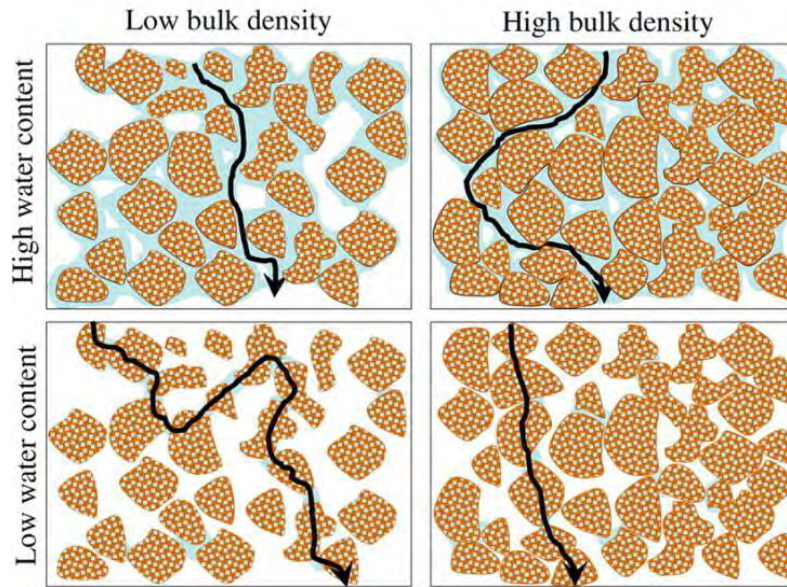 Low bulk density
High bulk density
High water content
Low water content